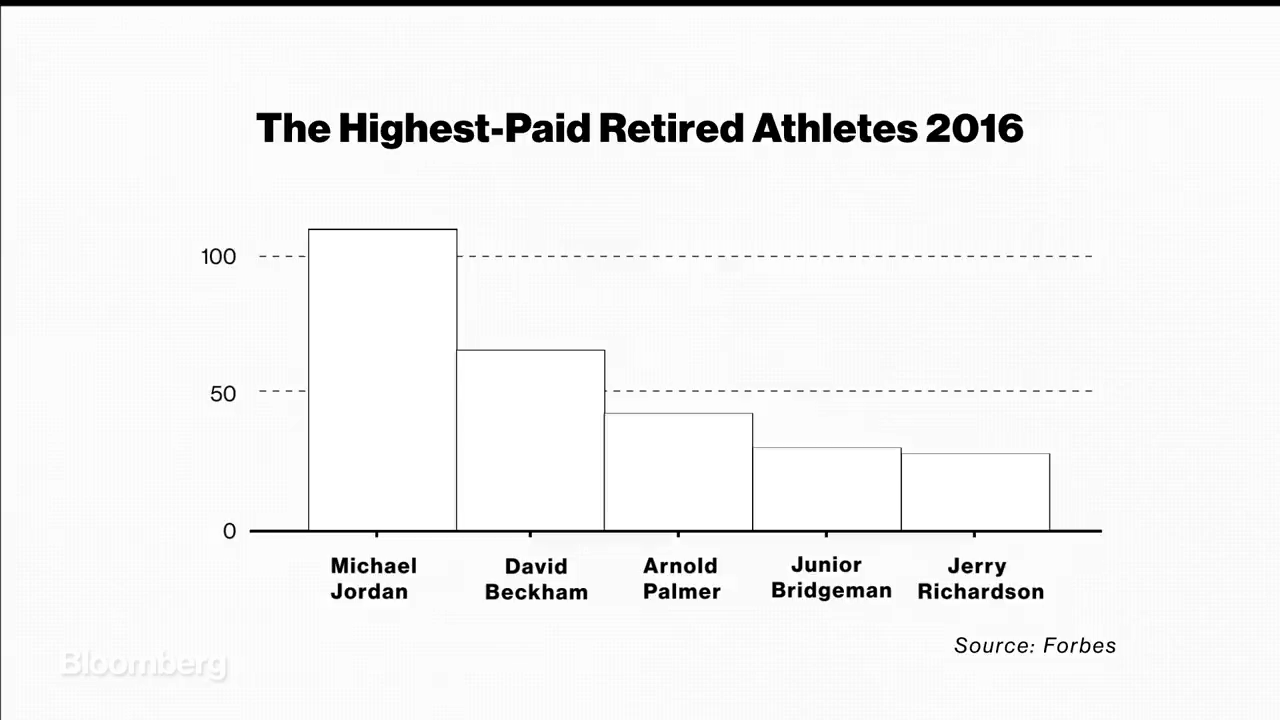 The Highest-Paid Retired Athletes 2016
100
50
0
Michael
Jordan
David
Beckham
Arnold
Palmer
Junior
Bridgeman
Jerry
Richardson
Source: Forbes
Bloomberg